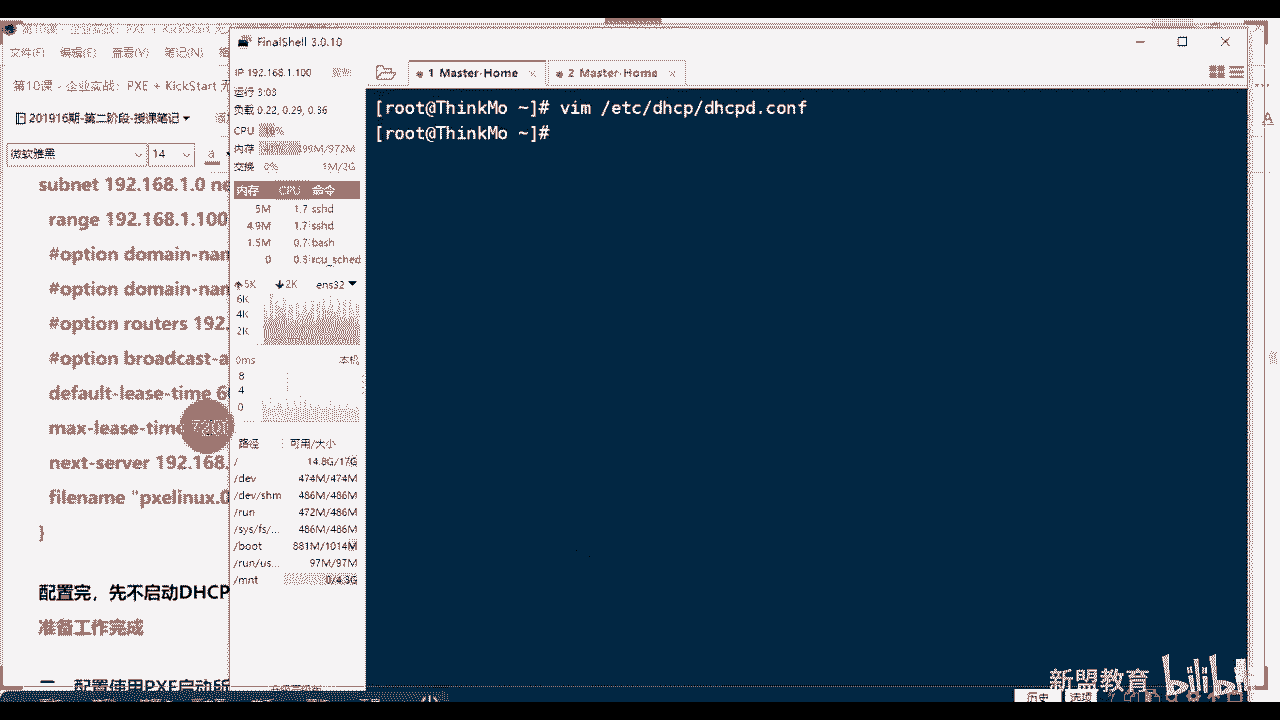 第10课 - 企业实战：PXE + KickStart 无
文件(F) 编辑(E) 查看(V) 笔记(N)
第10课 - 企业实战：PXE + KickStart 无
201916期-第二阶段-授课笔记
微软雅黑 14
subnet 192.168.1.0 ne
range 192.168.1.100
#option domain-nam
#option domain-nam
#option routers 192.
#option broadcast-a
default-lease-time 6
max-lease-time 7200
next-server 192.168.
filename "pxelinux.0
}
配置完，先不启动DHCP
准备工作完成
二、配置使用PXE启动所
FinalShell 3.0.10
IP 192.168.1.100 复制
运行 3:03
负载 0.22, 0.29, 0.36
CPU
内存 99M/972M
交换 0% 1M/2G
内存 CPU 命令
5M 1.7 sshd
4.9M 1.7 sshd
1.5M 0.7 bash
0 0.3 rcu_sched
5K 2K ens32
6K
4K
2K
0ms 本机
8
4
0
路径 可用/大小
/ 14.8G/17G
/dev 474M/474M
/dev/shm 486M/486M
/run 472M/486M
/sys/fs/... 486M/486M
/boot 881M/1014M
/run/us... 97M/97M
/mnt 0/4.3G
1 Master-Home
2 Master-Home
[root@ThinkMo ~]# vim /etc/dhcp/dhcpd.conf
[root@ThinkMo ~]#
历史 选项
新盟教育 bilibili